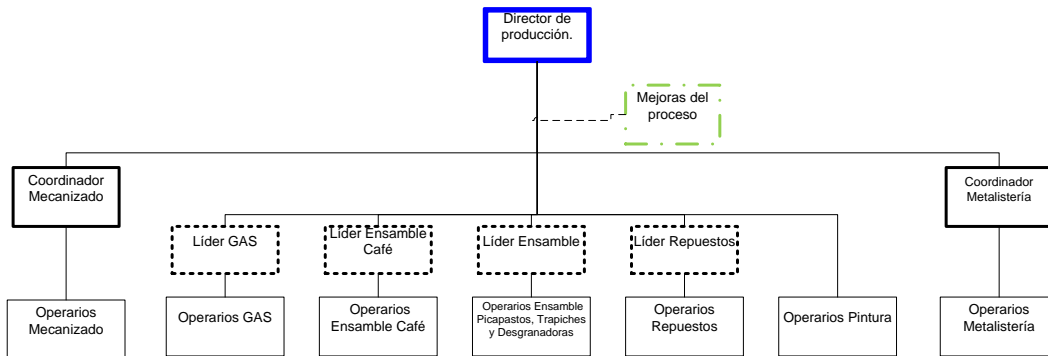 Director de
producción.
Mejoras del
proceso
Coordinador
Mecanizado
Coordinador
Metalistería
Líder GAS
Líder Ensamble
Café
Líder Ensamble
Líder Repuestos
Operarios
Mecanizado
Operarios GAS
Operarios
Ensamble Café
Operarios Ensamble
Picapastos, Trapiches
y Desgranadoras
Operarios
Repuestos
Operarios Pintura
Operarios
Metalistería